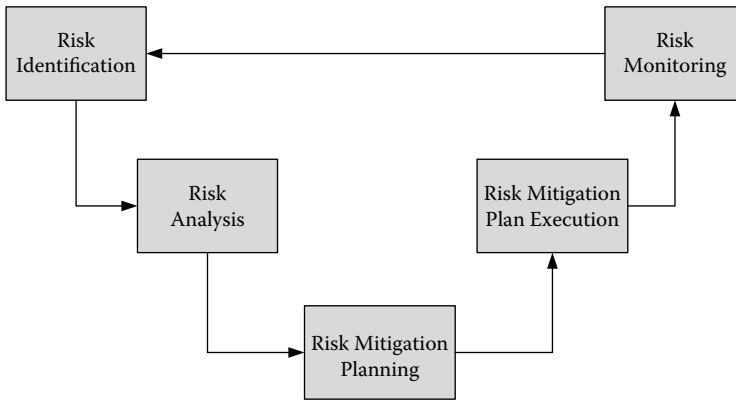 Risk
Identification
Risk
Monitoring
Risk
Analysis
Risk Mitigation
Plan Execution
Risk Mitigation
Planning